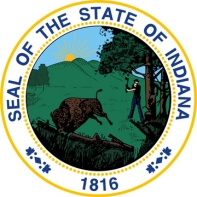 SEAL OF THE STATE OF INDIANA
1816